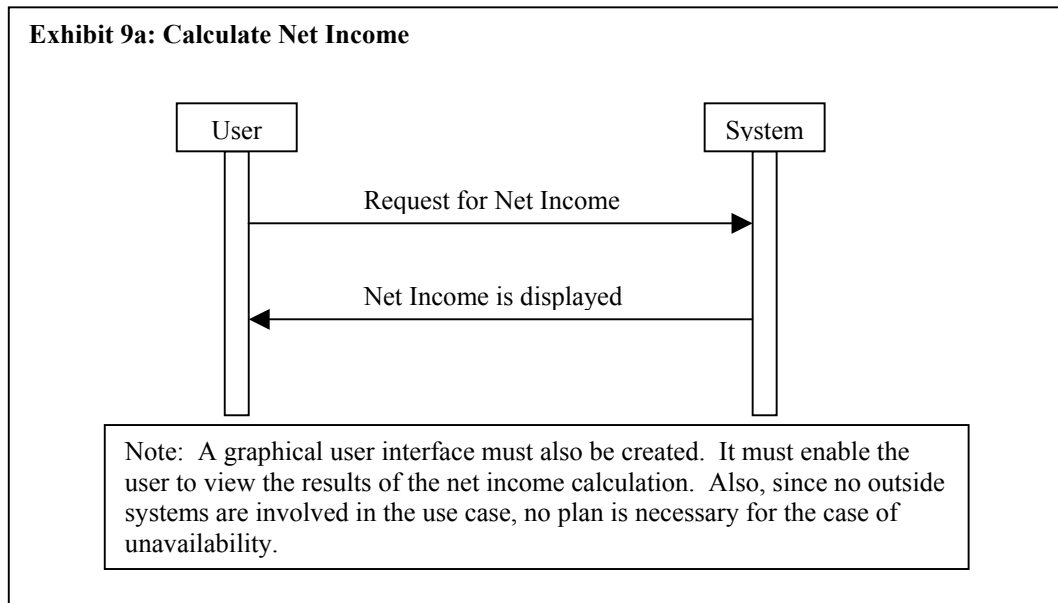 Exhibit 9a: Calculate Net Income
User
System
Request for Net Income
Net Income is displayed
Note:  A graphical user interface must also be created.  It must enable the
user to view the results of the net income calculation.  Also, since no outside
systems are involved in the use case, no plan is necessary for the case of
unavailability.